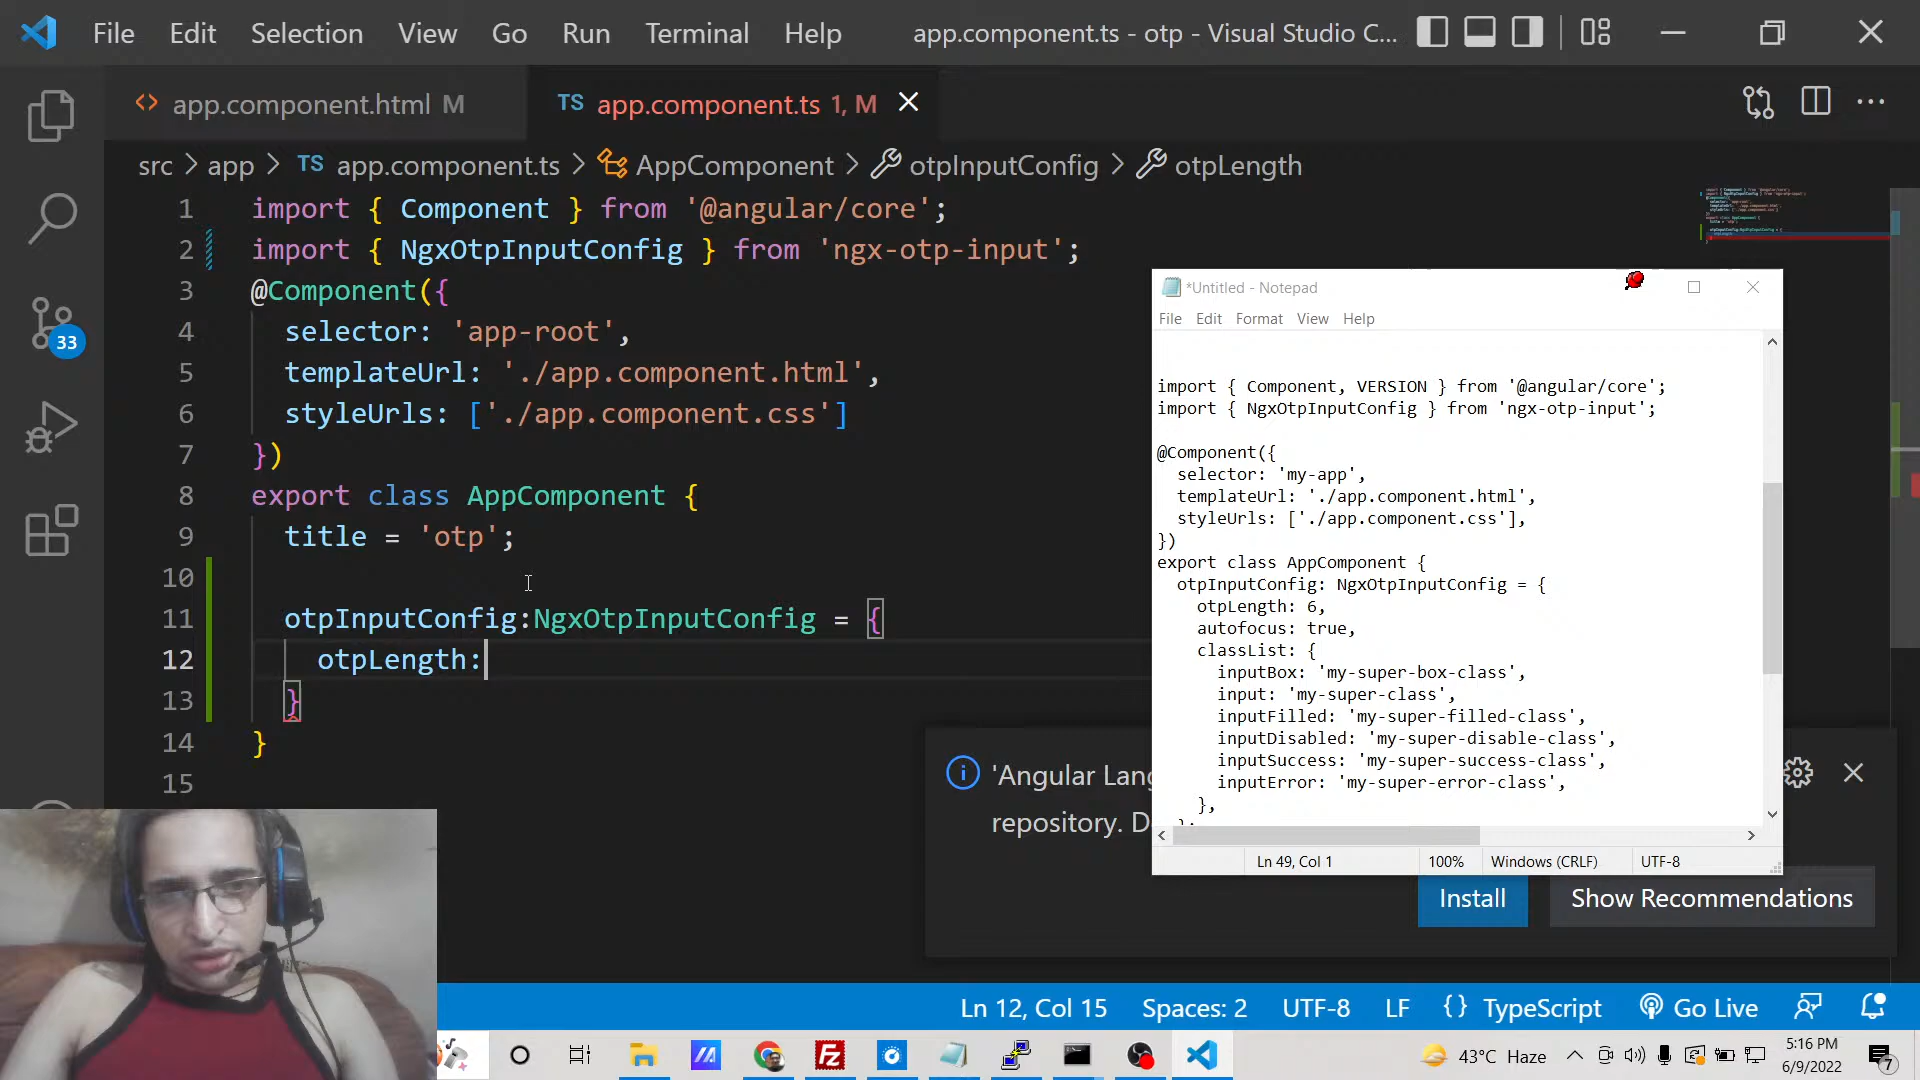 File Edit Selection View Go Run Terminal Help app.component.ts - otp - Visual Studio C...
app.component.html M TS app.component.ts 1, M
src > app > TS app.component.ts > AppComponent > otpInputConfig > otpLength
1 import { Component } from '@angular/core';
2 import { NgxOtpInputConfig } from 'ngx-otp-input';
3 @Component({
4 selector: 'app-root',
5 templateUrl: './app.component.html',
6 styleUrls: ['./app.component.css']
7 })
8 export class AppComponent {
9 title = 'otp';
10
11 otpInputConfig:NgxOtpInputConfig = {
12 otpLength:
13 }
14 }
15
33
*Untitled - Notepad
File Edit Format View Help
import { Component, VERSION } from '@angular/core';
import { NgxOtpInputConfig } from 'ngx-otp-input';
@Component({
selector: 'my-app',
templateUrl: './app.component.html',
styleUrls: ['./app.component.css'],
})
export class AppComponent {
otpInputConfig: NgxOtpInputConfig = {
otpLength: 6,
autofocus: true,
classList: {
inputBox: 'my-super-box-class',
input: 'my-super-class',
inputFilled: 'my-super-filled-class',
inputDisabled: 'my-super-disable-class',
inputSuccess: 'my-super-success-class',
inputError: 'my-super-error-class',
},
Ln 49, Col 1 100% Windows (CRLF) UTF-8
'Angular Lang
repository. D
Install Show Recommendations
Ln 12, Col 15 Spaces: 2 UTF-8 LF {} TypeScript Go Live
43°C Haze 5:16 PM
6/9/2022
7